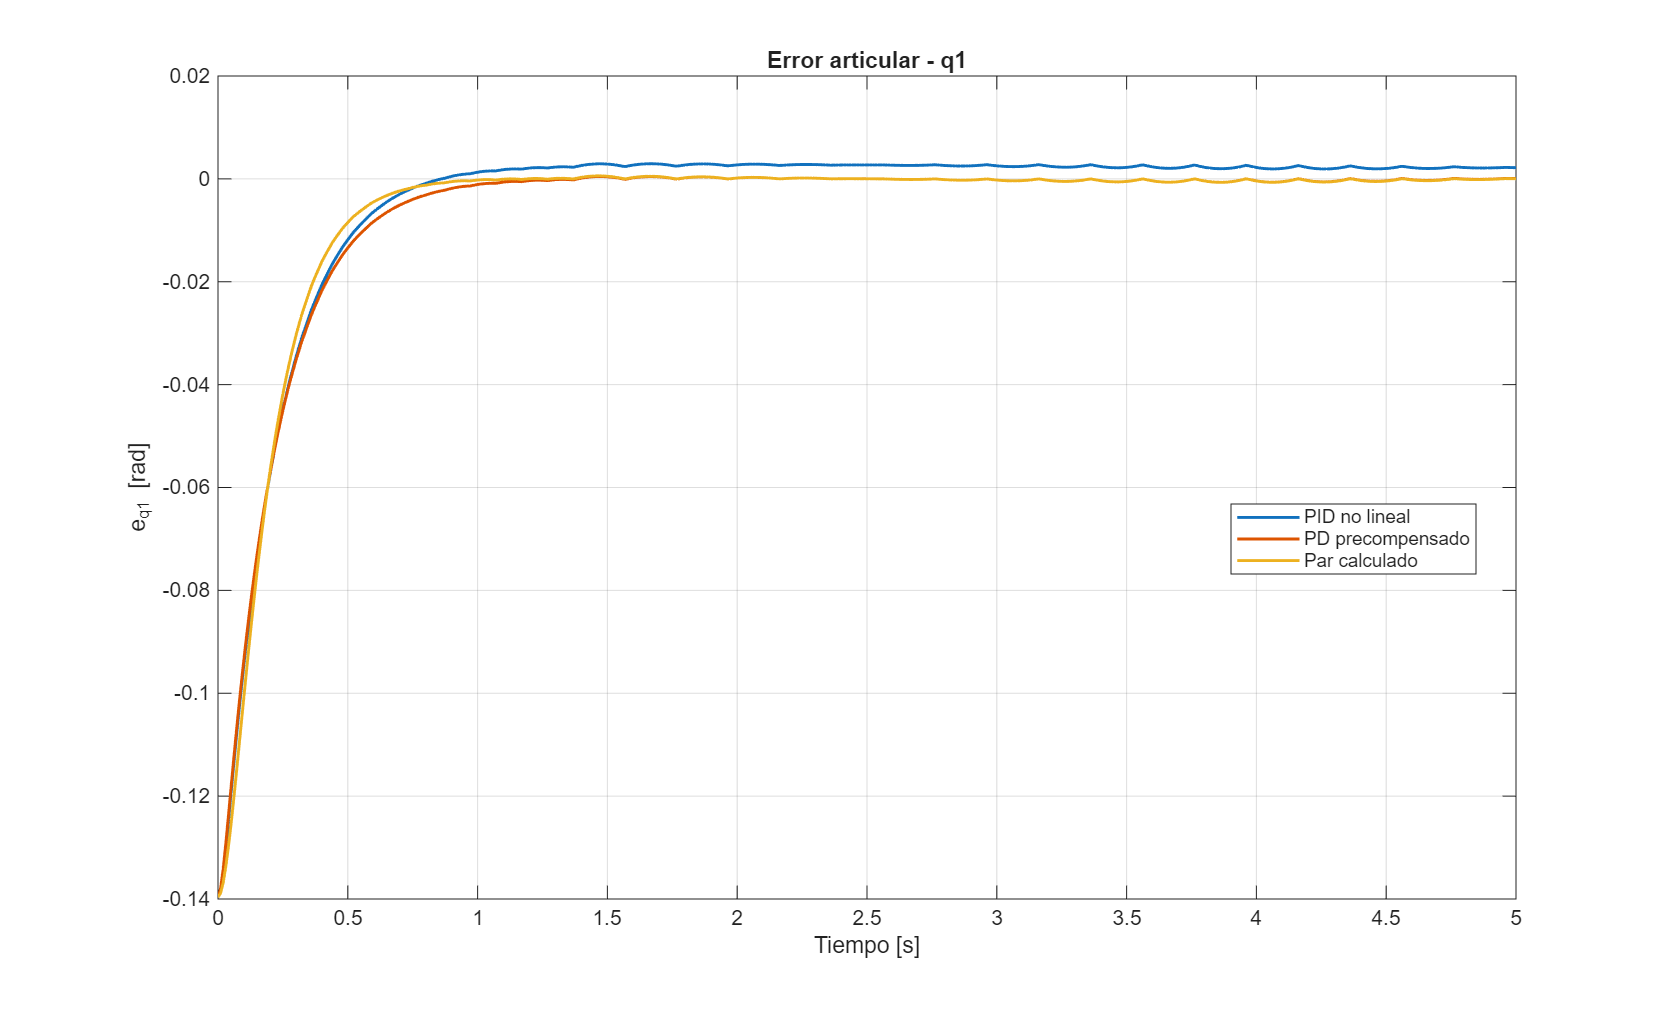 Error articular - q1
0.02
0
-0.02
-0.04
-0.06
-0.08
-0.1
-0.12
-0.14
e_q1 [rad]
PID no lineal
PD precompensado
Par calculado
0 0.5 1 1.5 2 2.5 3 3.5 4 4.5 5
Tiempo [s]